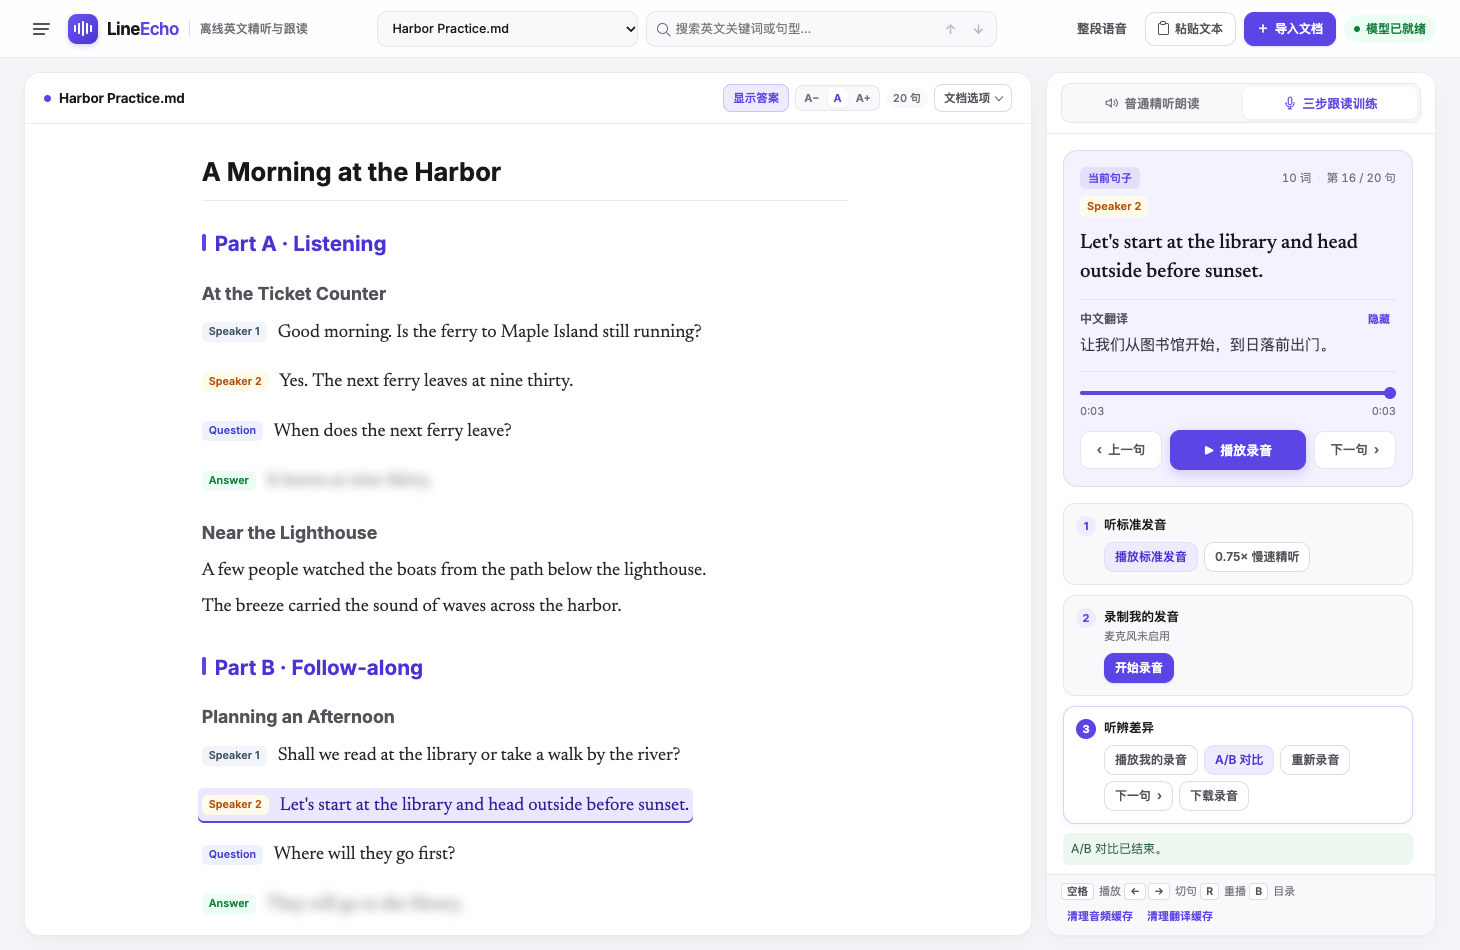 LineEcho
离线英文精听与跟读
Harbor Practice.md
搜索英文关键词或句型...
整段语音
粘贴文本
+ 导入文档
模型已就绪
Harbor Practice.md
显示答案
A−
A
A+
20 句
文档选项
A Morning at the Harbor
Part A · Listening
At the Ticket Counter
Speaker 1 Good morning. Is the ferry to Maple Island still running?
Speaker 2 Yes. The next ferry leaves at nine thirty.
Question When does the next ferry leave?
Answer
Near the Lighthouse
A few people watched the boats from the path below the lighthouse.
The breeze carried the sound of waves across the harbor.
Part B · Follow-along
Planning an Afternoon
Speaker 1 Shall we read at the library or take a walk by the river?
Speaker 2 Let's start at the library and head outside before sunset.
Question Where will they go first?
Answer
普通精听朗读
三步跟读训练
当前句子
10 词 · 第 16 / 20 句
Speaker 2
Let's start at the library and head
outside before sunset.
中文翻译
隐藏
让我们从图书馆开始，到日落前出门。
0:03
0:03
‹ 上一句
播放录音
下一句 ›
1 听标准发音
播放标准发音
0.75× 慢速精听
2 录制我的发音
麦克风未启用
开始录音
3 听辨差异
播放我的录音
A/B 对比
重新录音
下一句 ›
下载录音
A/B 对比已结束。
空格 播放 ← → 切句 R 重播 B 目录
清理音频缓存 清理翻译缓存